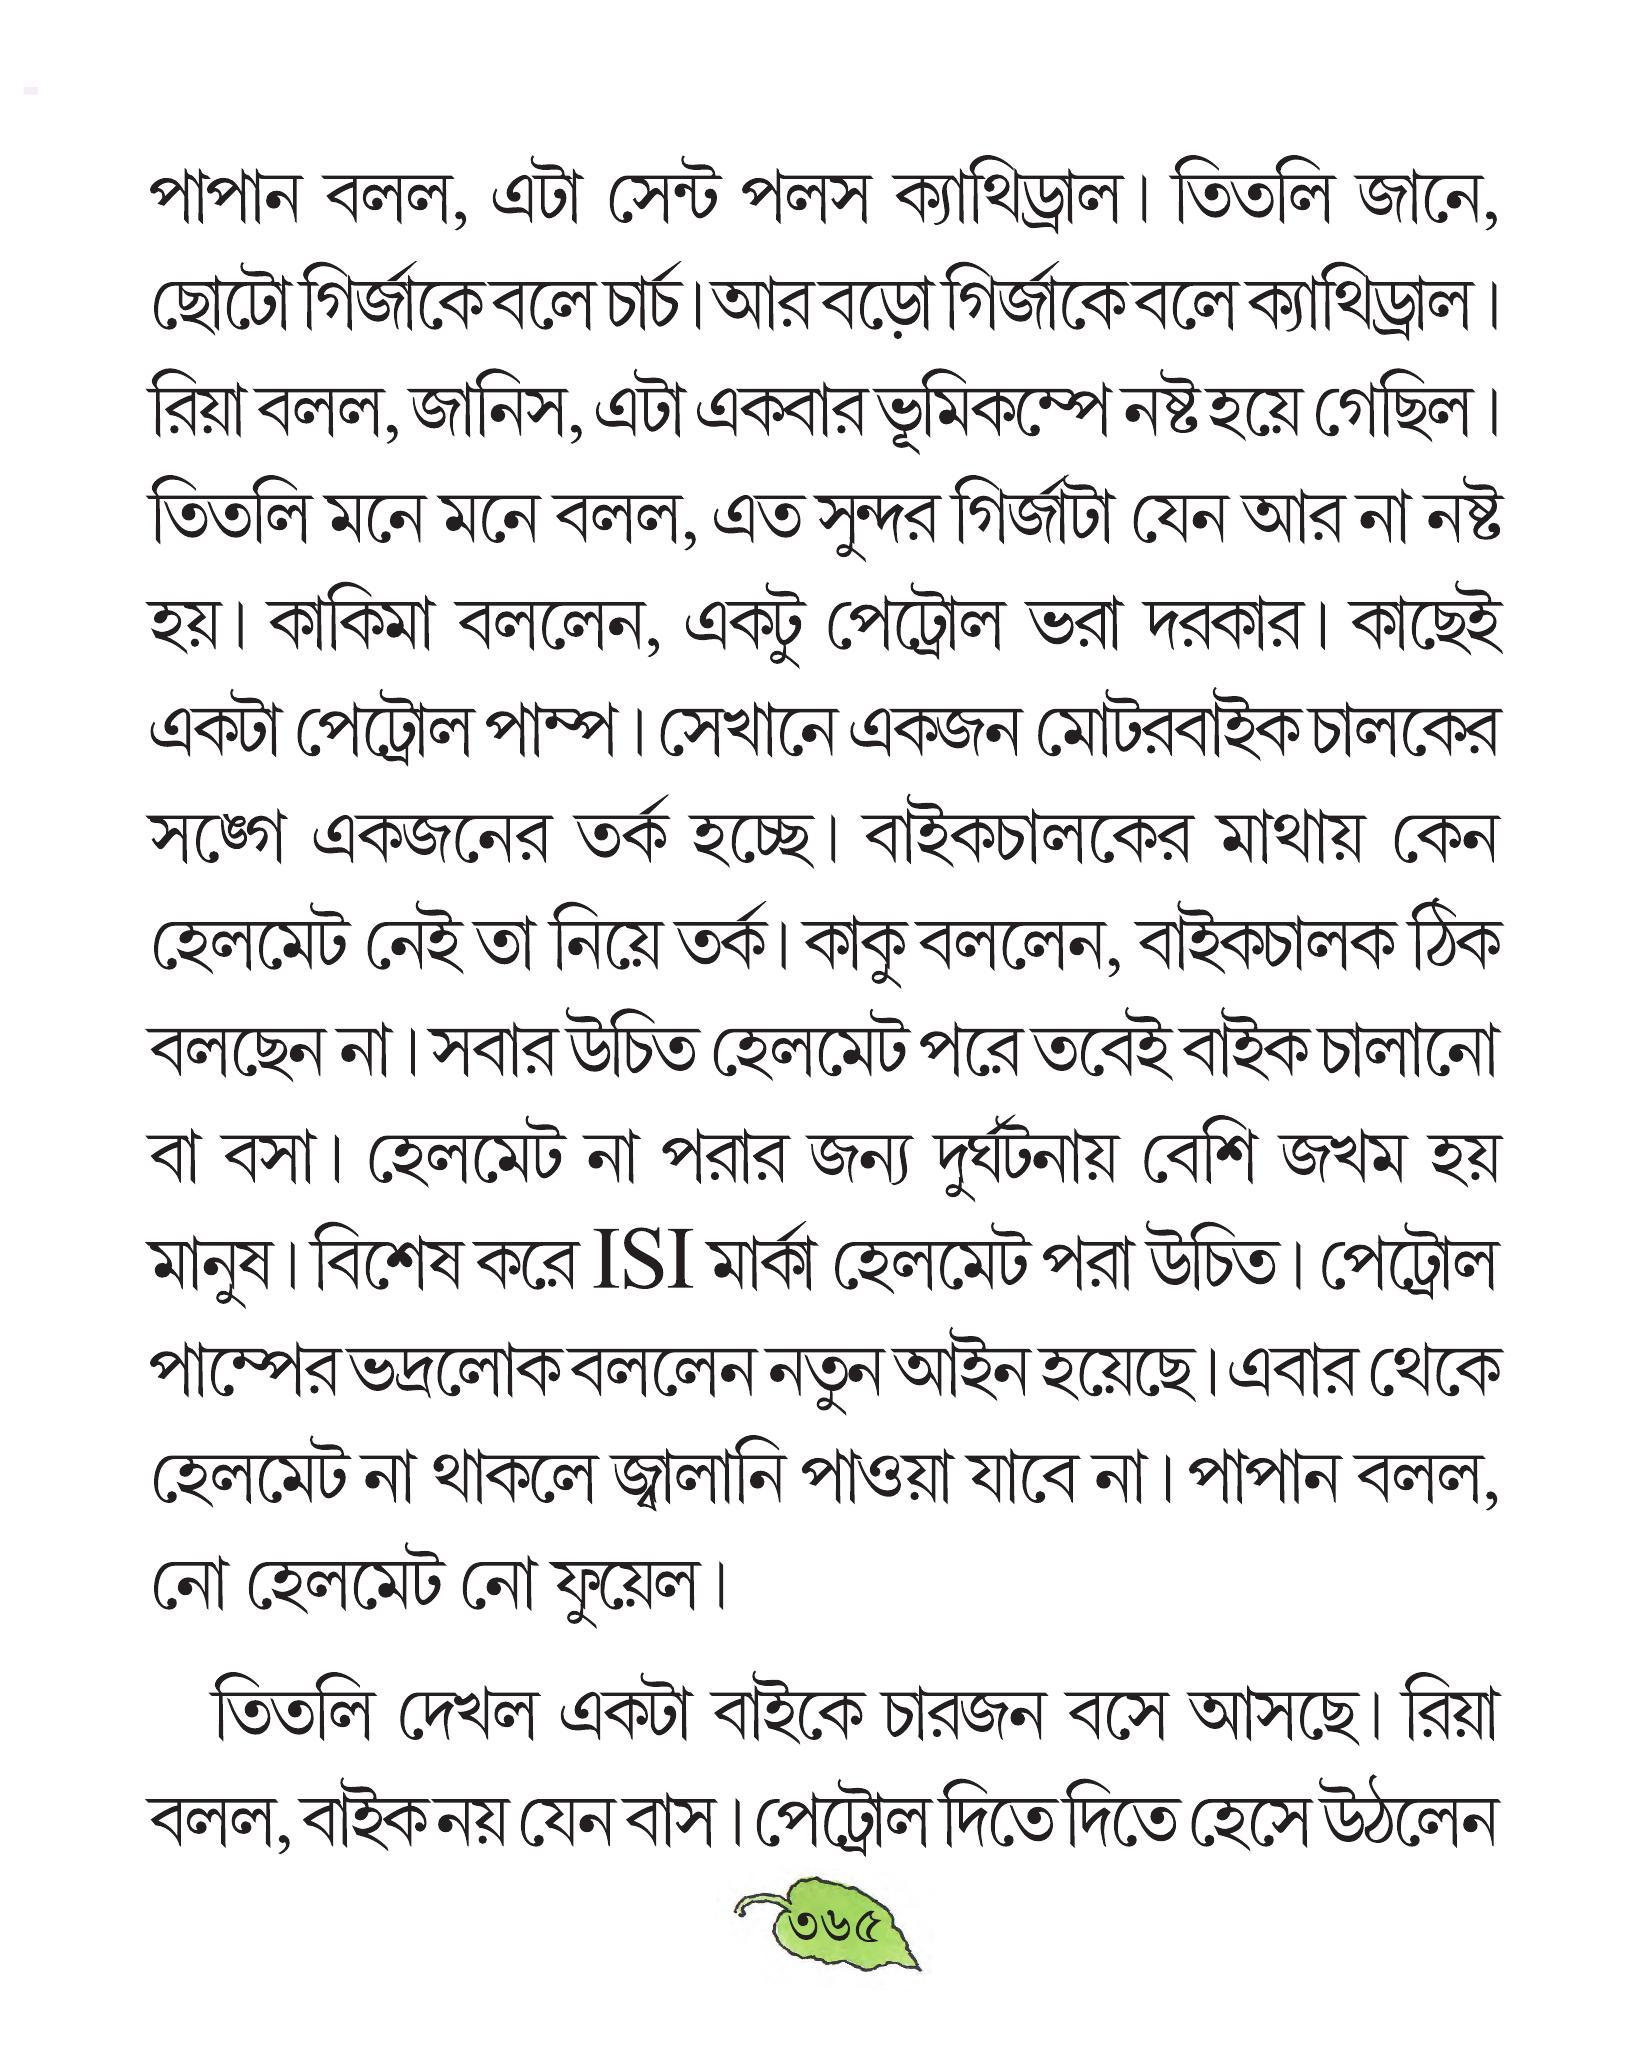 পাপান বলল, এটা সেন্ট পলস ক্যাথিড্রাল। তিতলি জানে,
ছোটো গির্জাকে বলে চার্চ। আর বড়ো গির্জাকে বলে ক্যাথিড্রাল।
রিয়া বলল, জানিস, এটা একবার ভূমিকম্পে নষ্ট হয়ে গেছিল।
তিতলি মনে মনে বলল, এত সুন্দর গির্জাটা যেন আর না নষ্ট
হয়। কাকিমা বললেন, একটু পেট্রোল ভরা দরকার। কাছেই
একটা পেট্রোল পাম্প। সেখানে একজন মোটরবাইক চালকের
সঙ্গে একজনের তর্ক হচ্ছে। বাইকচালকের মাথায় কেন
হেলমেট নেই তা নিয়ে তর্ক। কাকু বললেন, বাইকচালক ঠিক
বলছেন না। সবার উচিত হেলমেট পরে তবেই বাইক চালানো
বা বসা। হেলমেট না পরার জন্য দুর্ঘটনায় বেশি জখম হয়
মানুষ। বিশেষ করে ISI মার্কা হেলমেট পরা উচিত। পেট্রোল
পাম্পের ভদ্রলোক বললেন নতুন আইন হয়েছে। এবার থেকে
হেলমেট না থাকলে জ্বালানি পাওয়া যাবে না। পাপান বলল,
নো হেলমেট নো ফুয়েল।
তিতলি দেখল একটা বাইকে চারজন বসে আসছে। রিয়া
বলল, বাইক নয় যেন বাস। পেট্রোল দিতে দিতে হেসে উঠলেন
৩৬৫